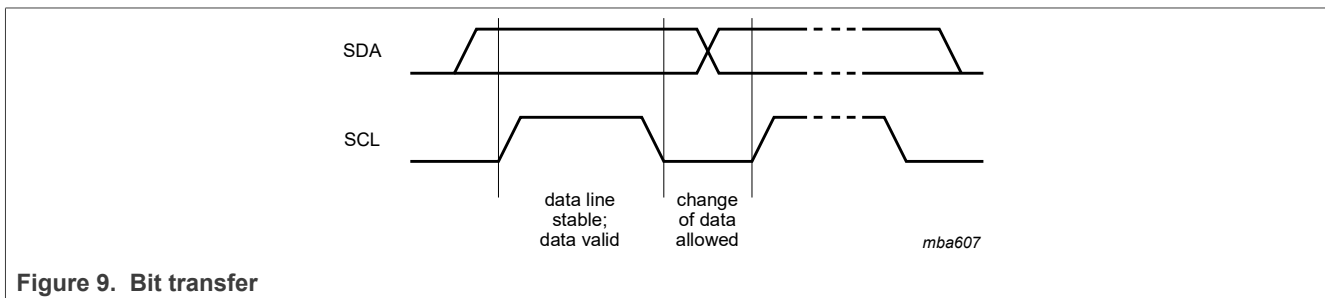 SDA
SCL
data line
stable;
data valid
change
of data
allowed
mba607
Figure 9. Bit transfer